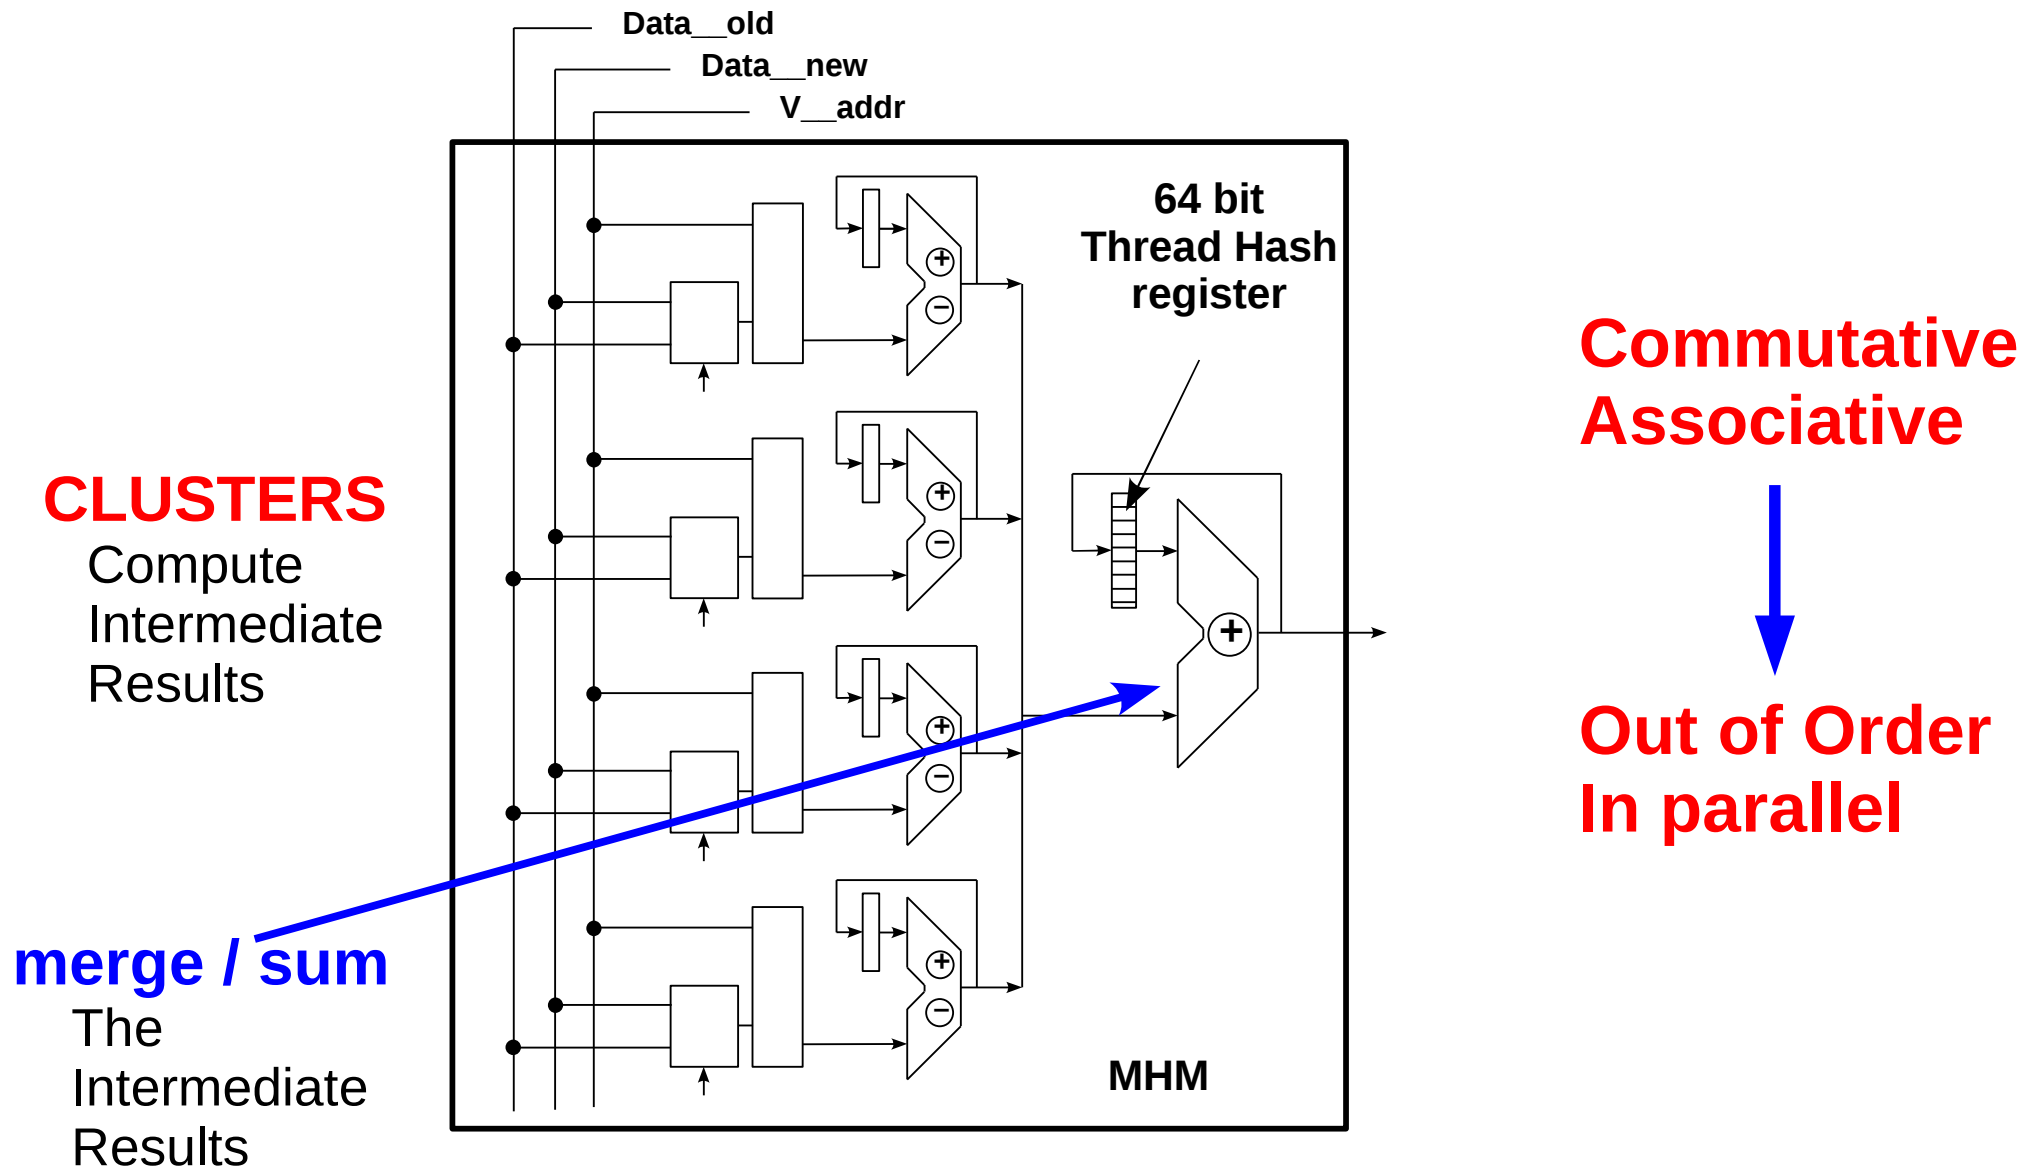 Data__old
Data__new
V__addr
64 bit
Thread Hash
register
+
−
+
−
+
−
+
−
+
MHM
CLUSTERS
Compute
Intermediate
Results
merge / sum
The
Intermediate
Results
Commutative
Associative
Out of Order
In parallel